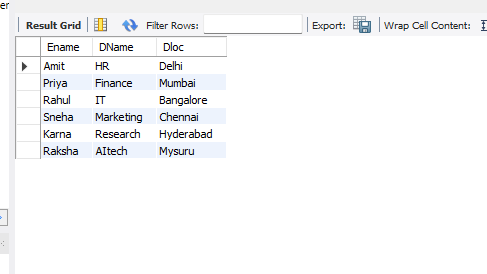 er
Result Grid Filter Rows: Export: Wrap Cell Content:
Ename DName Dloc
Amit HR Delhi
Priya Finance Mumbai
Rahul IT Bangalore
Sneha Marketing Chennai
Karna Research Hyderabad
Raksha AItech Mysuru